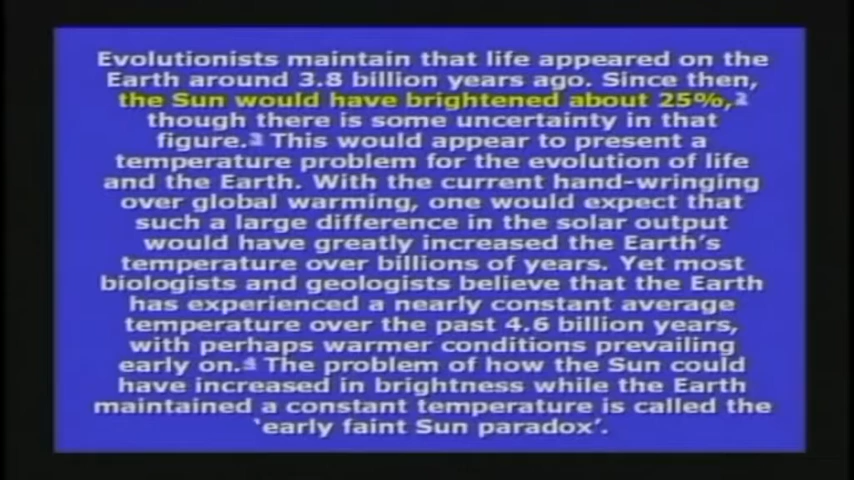 Evolutionists maintain that life appeared on the
Earth around 3.8 billion years ago. Since then,
the Sun would have brightened about 25%,2
though there is some uncertainty in that
figure.3 This would appear to present a
temperature problem for the evolution of life
and the Earth. With the current hand-wringing
over global warming, one would expect that
such a large difference in the solar output
would have greatly increased the Earth's
temperature over billions of years. Yet most
biologists and geologists believe that the Earth
has experienced a nearly constant average
temperature over the past 4.6 billion years,
with perhaps warmer conditions prevailing
early on.4 The problem of how the Sun could
have increased in brightness while the Earth
maintained a constant temperature is called the
‘early faint Sun paradox’.